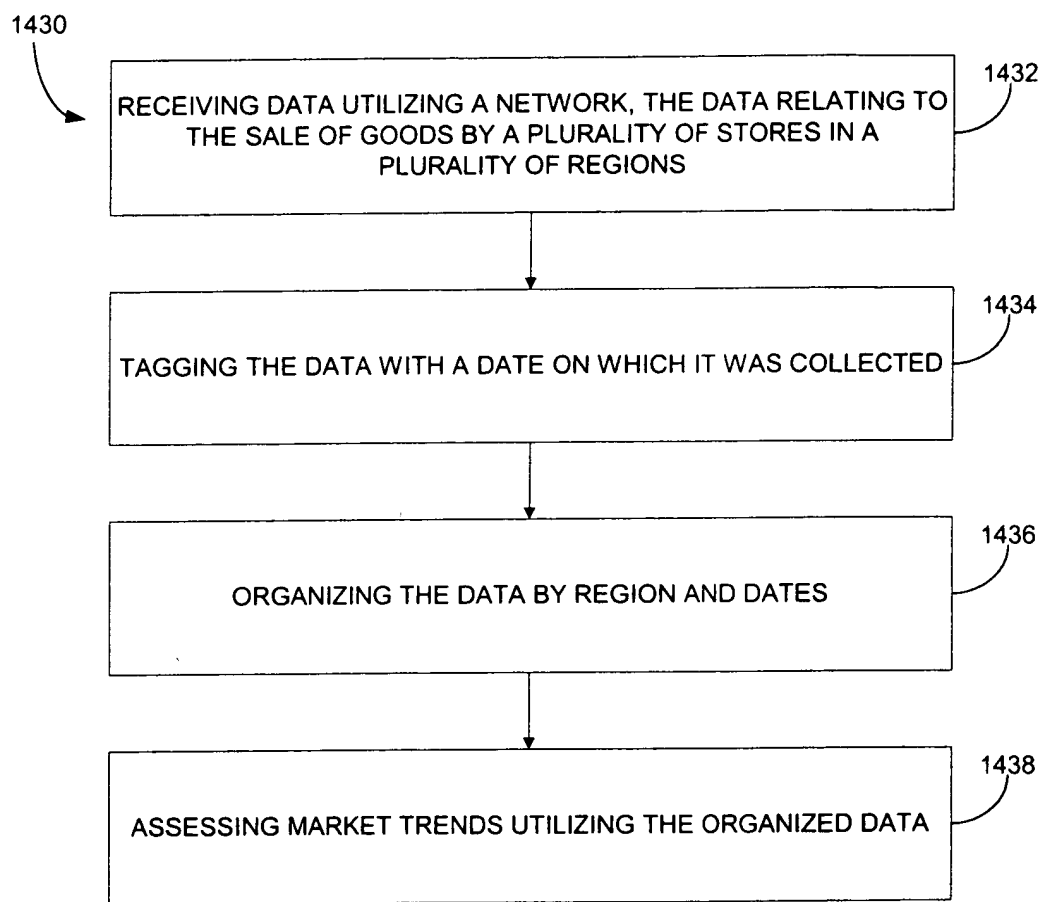 1430
1432
RECEIVING DATA UTILIZING A NETWORK, THE DATA RELATING TO
THE SALE OF GOODS BY A PLURALITY OF STORES IN A
PLURALITY OF REGIONS
1434
TAGGING THE DATA WITH A DATE ON WHICH IT WAS COLLECTED
1436
ORGANIZING THE DATA BY REGION AND DATES
1438
ASSESSING MARKET TRENDS UTILIZING THE ORGANIZED DATA